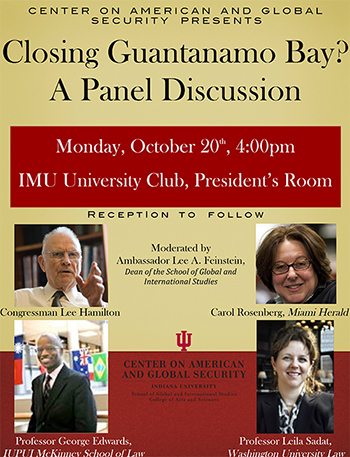 Center on American and Global
Security Presents
Closing Guantanamo Bay?
A Panel Discussion
Monday, October 20th, 4:00pm
IMU University Club, President's Room
Reception to follow
Moderated by
Ambassador Lee A. Feinstein,
Dean of the School of Global and
International Studies
Congressman Lee Hamilton
Carol Rosenberg, Miami Herald
CENTER ON AMERICAN
AND GLOBAL SECURITY
INDIANA UNIVERSITY
School of Global and International Studies
College of Arts and Sciences
Professor George Edwards,
IUPUI McKinney School of Law
Professor Leila Sadat,
Washington University Law